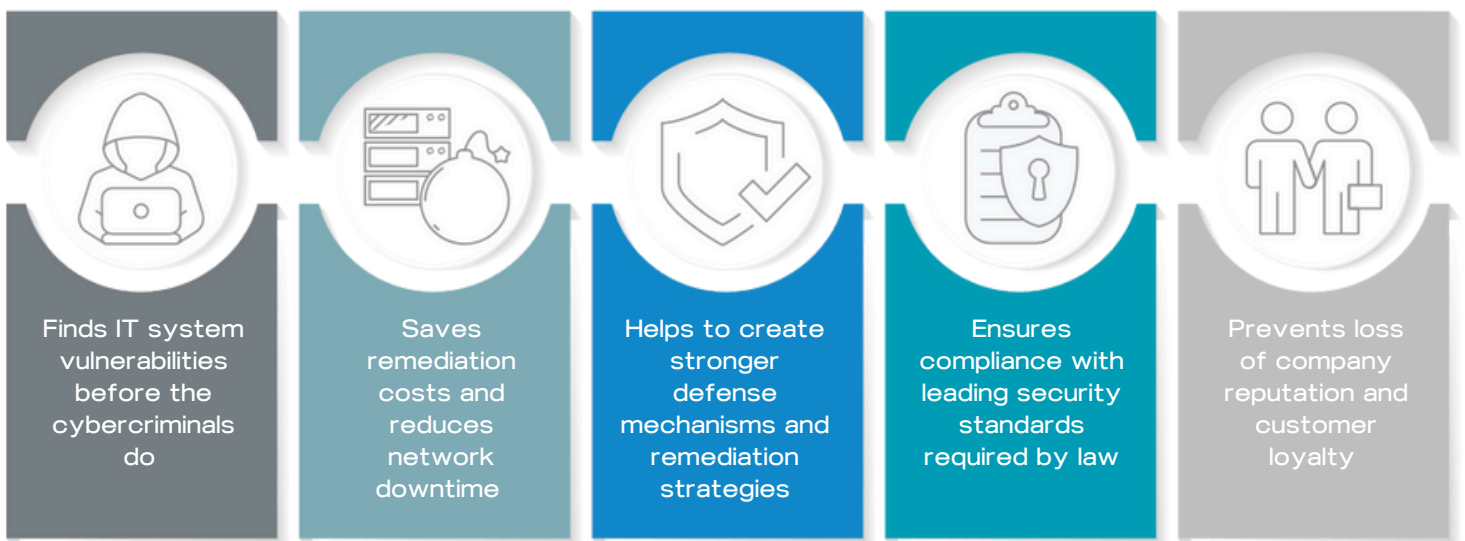 Finds IT system
vulnerabilities
before the
cybercriminals
do
Saves
remediation
costs and
reduces
network
downtime
Helps to create
stronger
defense
mechanisms and
remediation
strategies
Ensures
compliance with
leading security
standards
required by law
Prevents loss
of company
reputation and
customer
loyalty